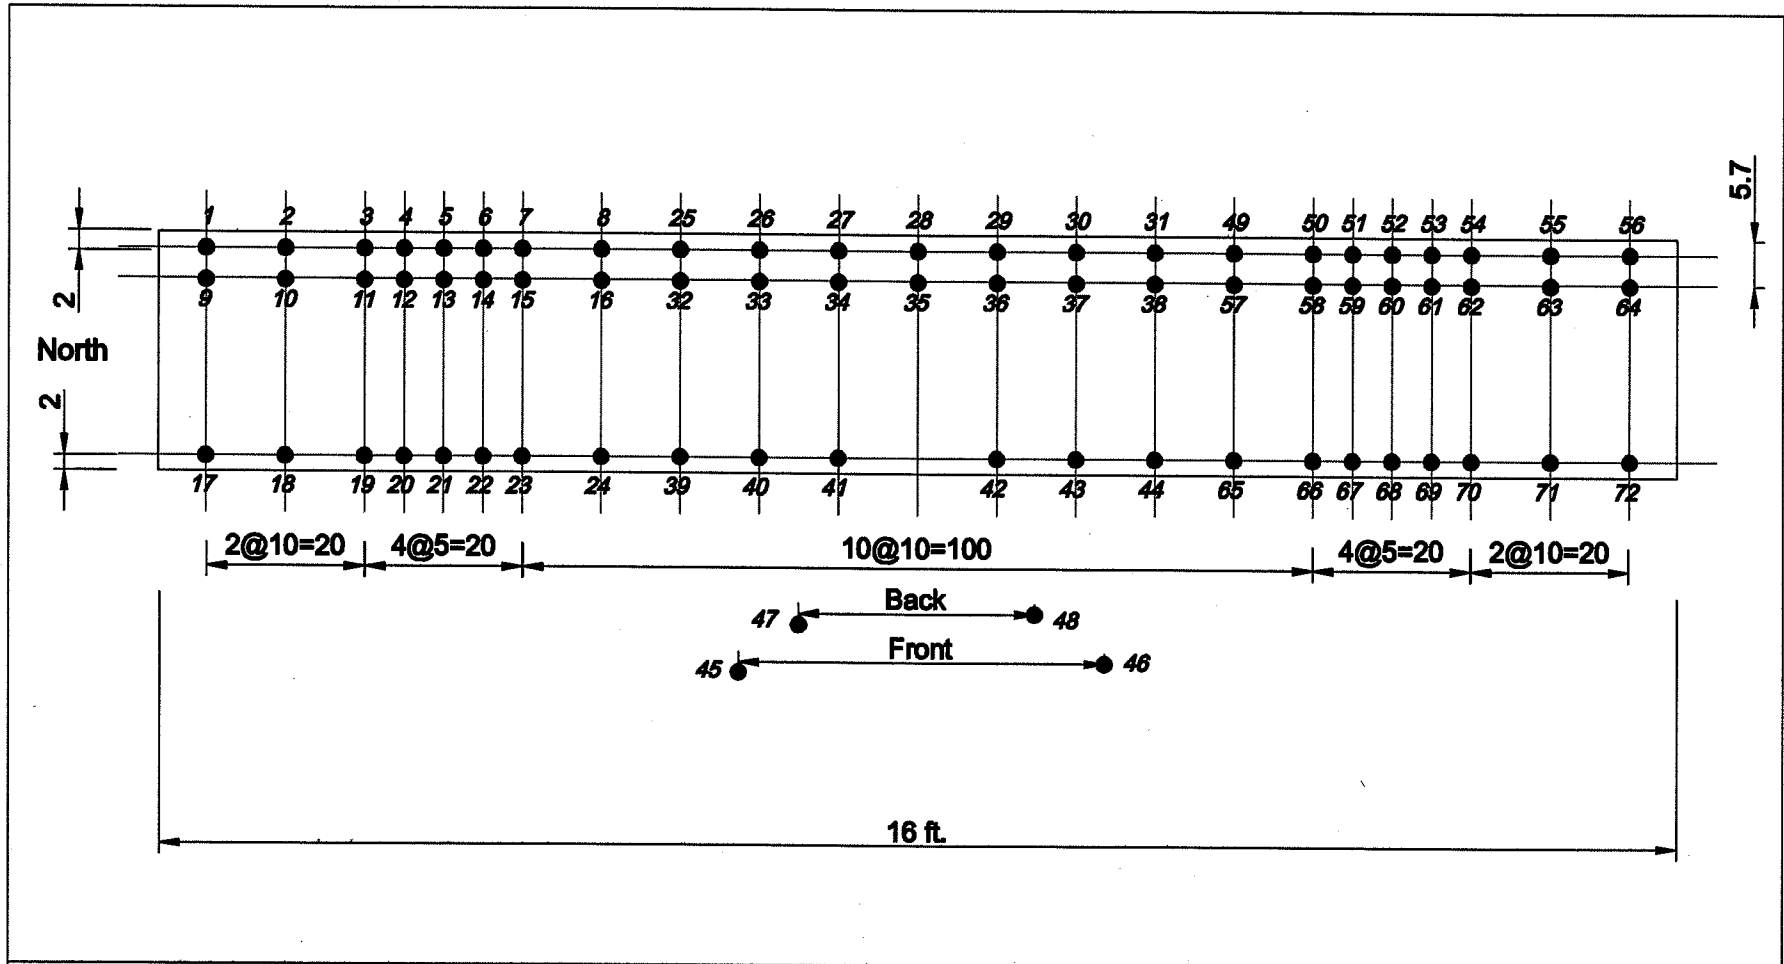 5.7
1 2 3 4 5 6 7 8 25 26 27 28 29 30 31 49 50 51 52 53 54 55 56
2
9 10 11 12 13 14 15 16 32 33 34 35 36 37 38 57 58 59 60 61 62 63 64
North
2
17 18 19 20 21 22 23 24 39 40 41 42 43 44 65 66 67 68 69 70 71 72
2@10=20 4@5=20 10@10=100 4@5=20 2@10=20
47 Back 48
45 Front 46
16 ft.